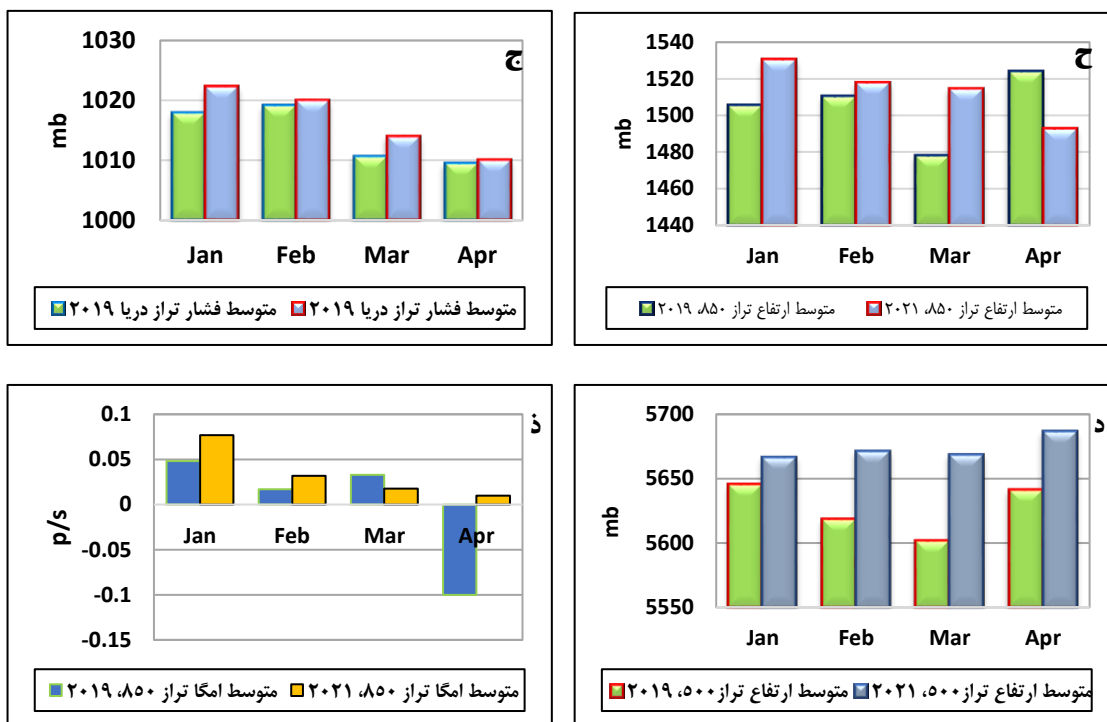 ج
mb
1030
1020
1010
1000
Jan Feb Mar Apr
متوسط فشار تراز دریا ۲۰۱۹ متوسط فشار تراز دریا ۲۰۱۹
ح
mb
1540
1520
1500
1480
1460
1440
Jan Feb Mar Apr
متوسط ارتفاع تراز ۸۵۰، ۲۰۱۹ متوسط ارتفاع تراز ۸۵۰، ۲۰۲۱
ذ
p/s
0.1
0.05
0
-0.05
-0.1
-0.15
Jan Feb Mar Apr
متوسط امگا تراز ۸۵۰، ۲۰۱۹ متوسط امگا تراز ۸۵۰، ۲۰۲۱
د
mb
5700
5650
5600
5550
Jan Feb Mar Apr
متوسط ارتفاع تراز۵۰۰، ۲۰۱۹ متوسط ارتفاع تراز۵۰۰، ۲۰۲۱